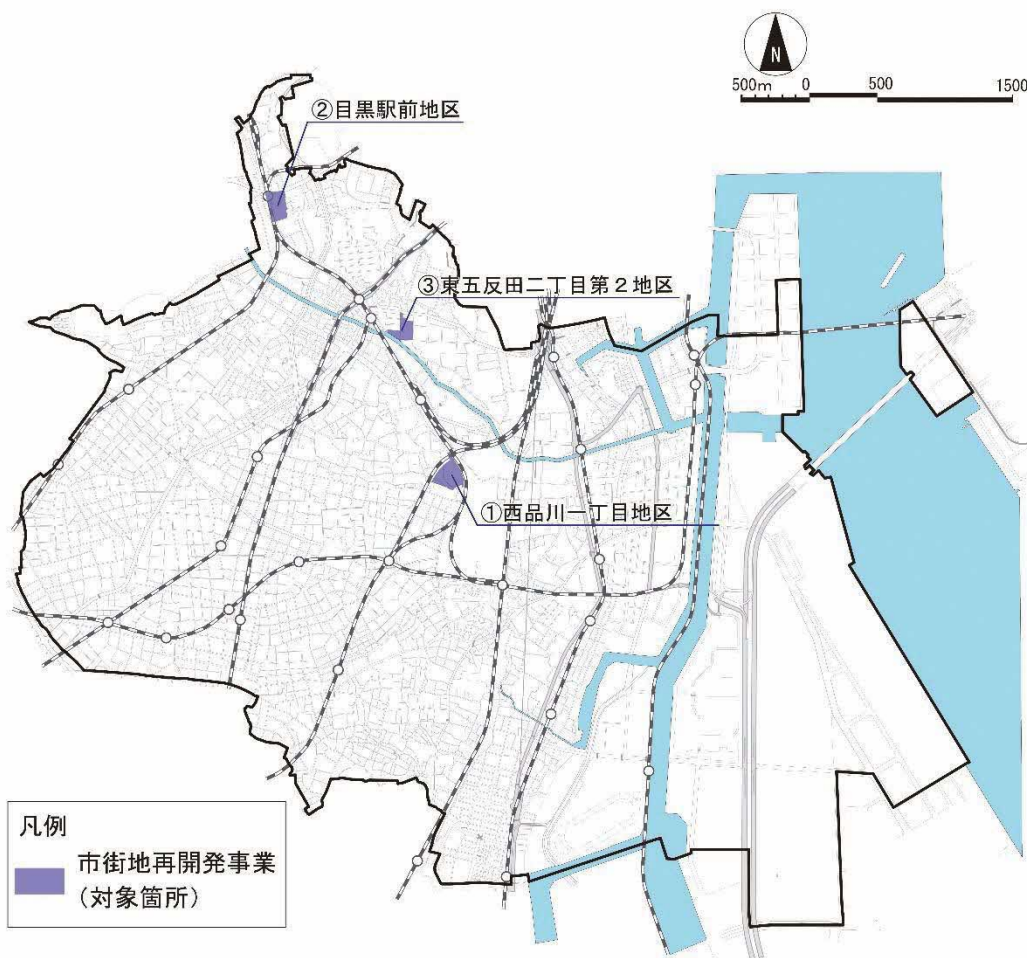 N
500m 0 500 1500
②目黒駅前地区
③東五反田二丁目第2地区
①西品川一丁目地区
凡例
市街地再開発事業
(対象箇所)